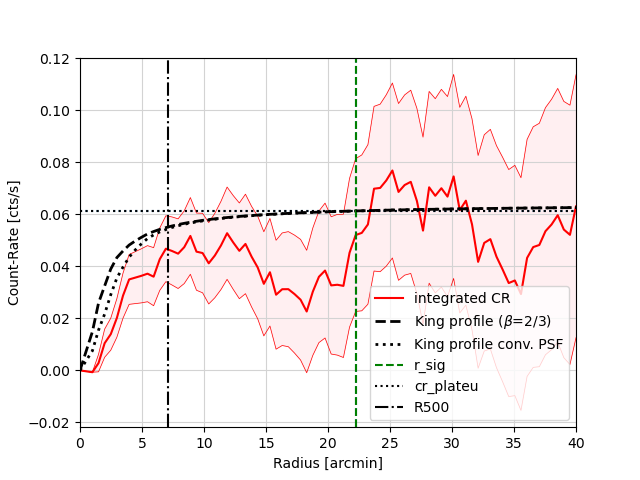 0.12
0.10
0.08
0.06
0.04
0.02
0.00
−0.02
Count-Rate [cts/s]
integrated CR
King profile (β=2/3)
King profile conv. PSF
r_sig
cr_plateu
R500
0 5 10 15 20 25 30 35 40
Radius [arcmin]